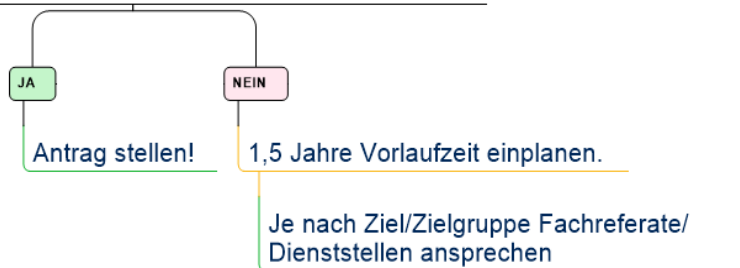 JA
NEIN
Antrag stellen!
1,5 Jahre Vorlaufzeit einplanen.
Je nach Ziel/Zielgruppe Fachreferate/
Dienststellen ansprechen